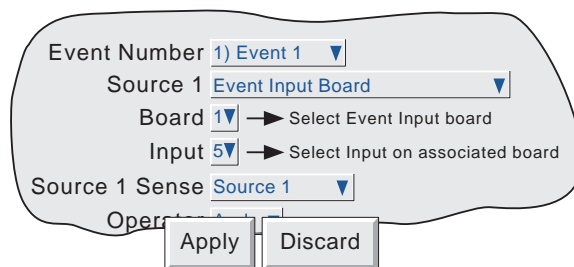 Event Number 1) Event 1
Source 1 Event Input Board
Board 1 Select Event Input board
Input 5 Select Input on associated board
Source 1 Sense Source 1
Operator
Apply Discard